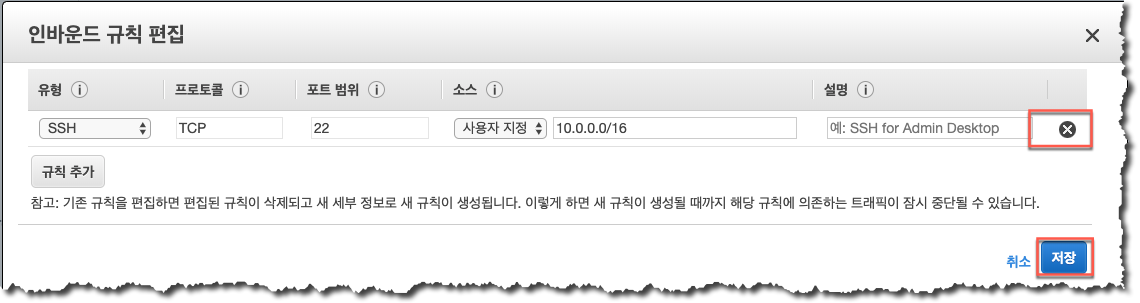 인바운드 규칙 편집
유형 프로토콜 포트 범위 소스 설명
SSH TCP 22 사용자 지정 10.0.0.0/16 예: SSH for Admin Desktop
규칙 추가
참고: 기존 규칙을 편집하면 편집된 규칙이 삭제되고 새 세부 정보로 새 규칙이 생성됩니다. 이렇게 하면 새 규칙이 생성될 때까지 해당 규칙에 의존하는 트래픽이 잠시 중단될 수 있습니다.
취소 저장